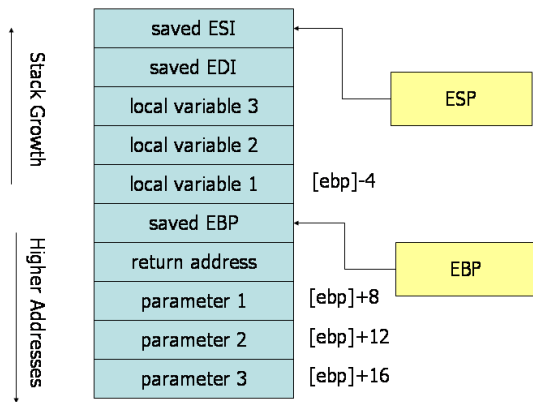 saved ESI
saved EDI
local variable 3
local variable 2
local variable 1
[ebp]-4
saved EBP
return address
parameter 1
[ebp]+8
parameter 2
[ebp]+12
parameter 3
[ebp]+16
ESP
EBP
Stack Growth
Higher Addresses